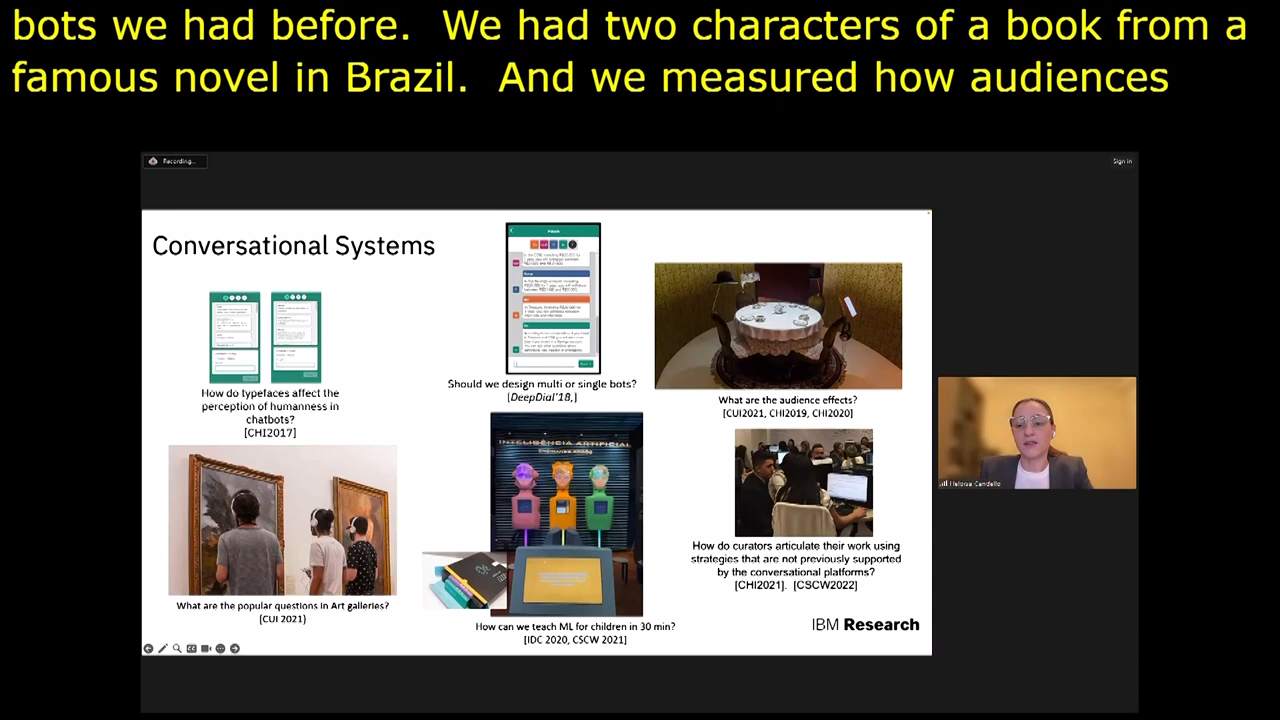 bots we had before.  We had two characters of a book from a
famous novel in Brazil.  And we measured how audiences
Recording...
Sign in
Conversational Systems
How do typefaces affect the
perception of humanness in
chatbots?
[CHI2017]
Should we design multi or single bots?
[DeepDial'18,]
What are the audience effects?
[CUI2021, CHI2019, CHI2020]
What are the popular questions in Art galleries?
[CUI 2021]
INTELIGÊNCIA ARTIFICIAL
How can we teach ML for children in 30 min?
[IDC 2020, CSCW 2021]
How do curators articulate their work using
strategies that are not previously supported
by the conversational platforms?
[CHI2021].  [CSCW2022]
IBM Research
Heloisa Candello